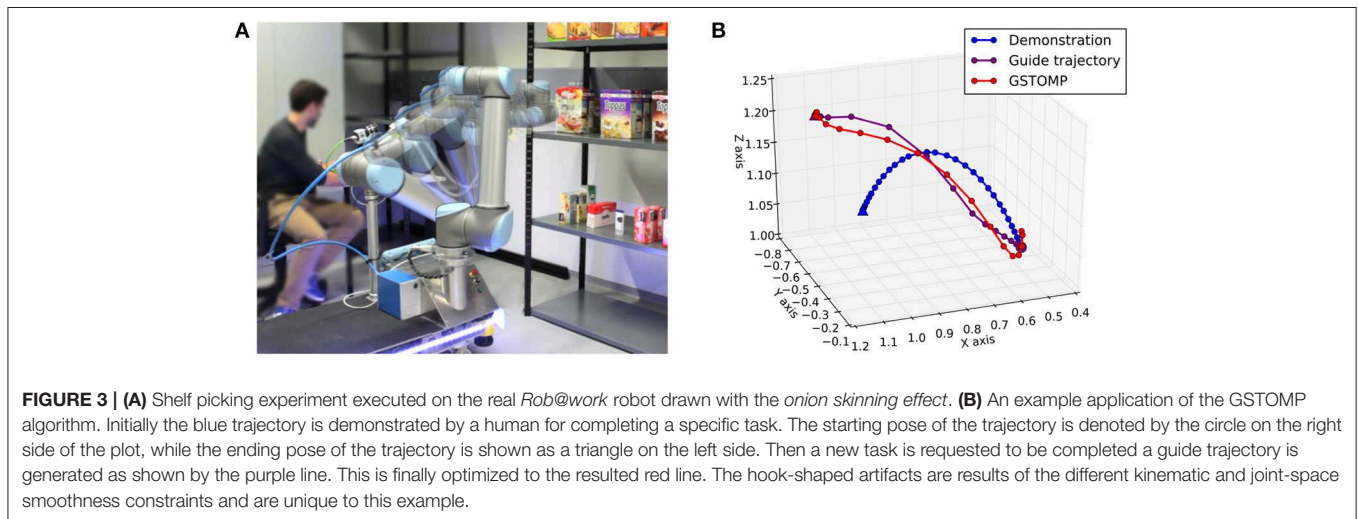 A
B
Demonstration
Guide trajectory
GSTOMP
1.25
1.20
1.15
1.10
1.05
1.00
Z axis
−0.8
−0.7
−0.6
−0.5
−0.4
−0.3
−0.2
−0.1
Y axis
1.2
1.1
1.0
0.9
0.8
0.7
0.6
0.5
0.4
X axis
FIGURE 3 | (A) Shelf picking experiment executed on the real Rob@work robot drawn with the onion skinning effect. (B) An example application of the GSTOMP
algorithm. Initially the blue trajectory is demonstrated by a human for completing a specific task. The starting pose of the trajectory is denoted by the circle on the right
side of the plot, while the ending pose of the trajectory is shown as a triangle on the left side. Then a new task is requested to be completed a guide trajectory is
generated as shown by the purple line. This is finally optimized to the resulted red line. The hook-shaped artifacts are results of the different kinematic and joint-space
smoothness constraints and are unique to this example.